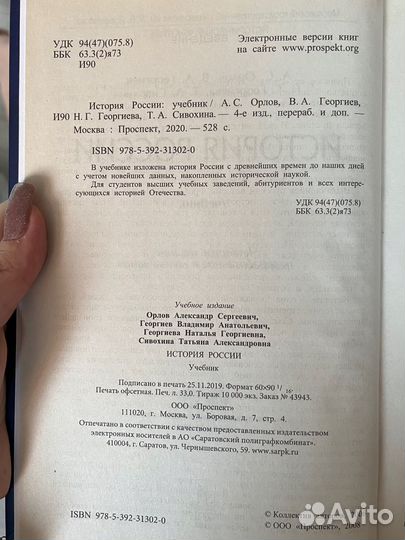 УДК 94(47)(075.8)
ББК 63.3(2)я73
И90
Электронные версии книг
на сайте www.prospekt.org
История России: учебник / А. С. Орлов, В. А. Георгиев,
И90 Н. Г. Георгиева, Т. А. Сивохина. — 4-е изд., перераб. и доп. —
Москва : Проспект, 2020. — 528 с.
ISBN 978-5-392-31302-0
В учебнике изложена история России с древнейших времен до наших дней
с учетом новейших данных, накопленных исторической наукой.
Для студентов высших учебных заведений, абитуриентов и всех интере-
сующихся историей Отечества.
УДК 94(47)(075.8)
ББК 63.3(2)я73
Учебное издание
Орлов Александр Сергеевич,
Георгиев Владимир Анатольевич,
Георгиева Наталья Георгиевна,
Сивохина Татьяна Александровна
ИСТОРИЯ РОССИИ
Учебник
Подписано в печать 25.11.2019. Формат 60×90 1/16.
Печать офсетная. Печ. л. 33,0. Тираж 10 000 экз. Заказ № 43943.
ООО «Проспект»
111020, г. Москва, ул. Боровая, д. 7, стр. 4.
Отпечатано в соответствии с качеством предоставленных издательством
электронных носителей в АО «Саратовский полиграфкомбинат».
410004, г. Саратов, ул. Чернышевского, 59. www.sarpk.ru
ISBN 978-5-392-31302-0
© Коллектив
© ООО «Проспект», 2008
Avito